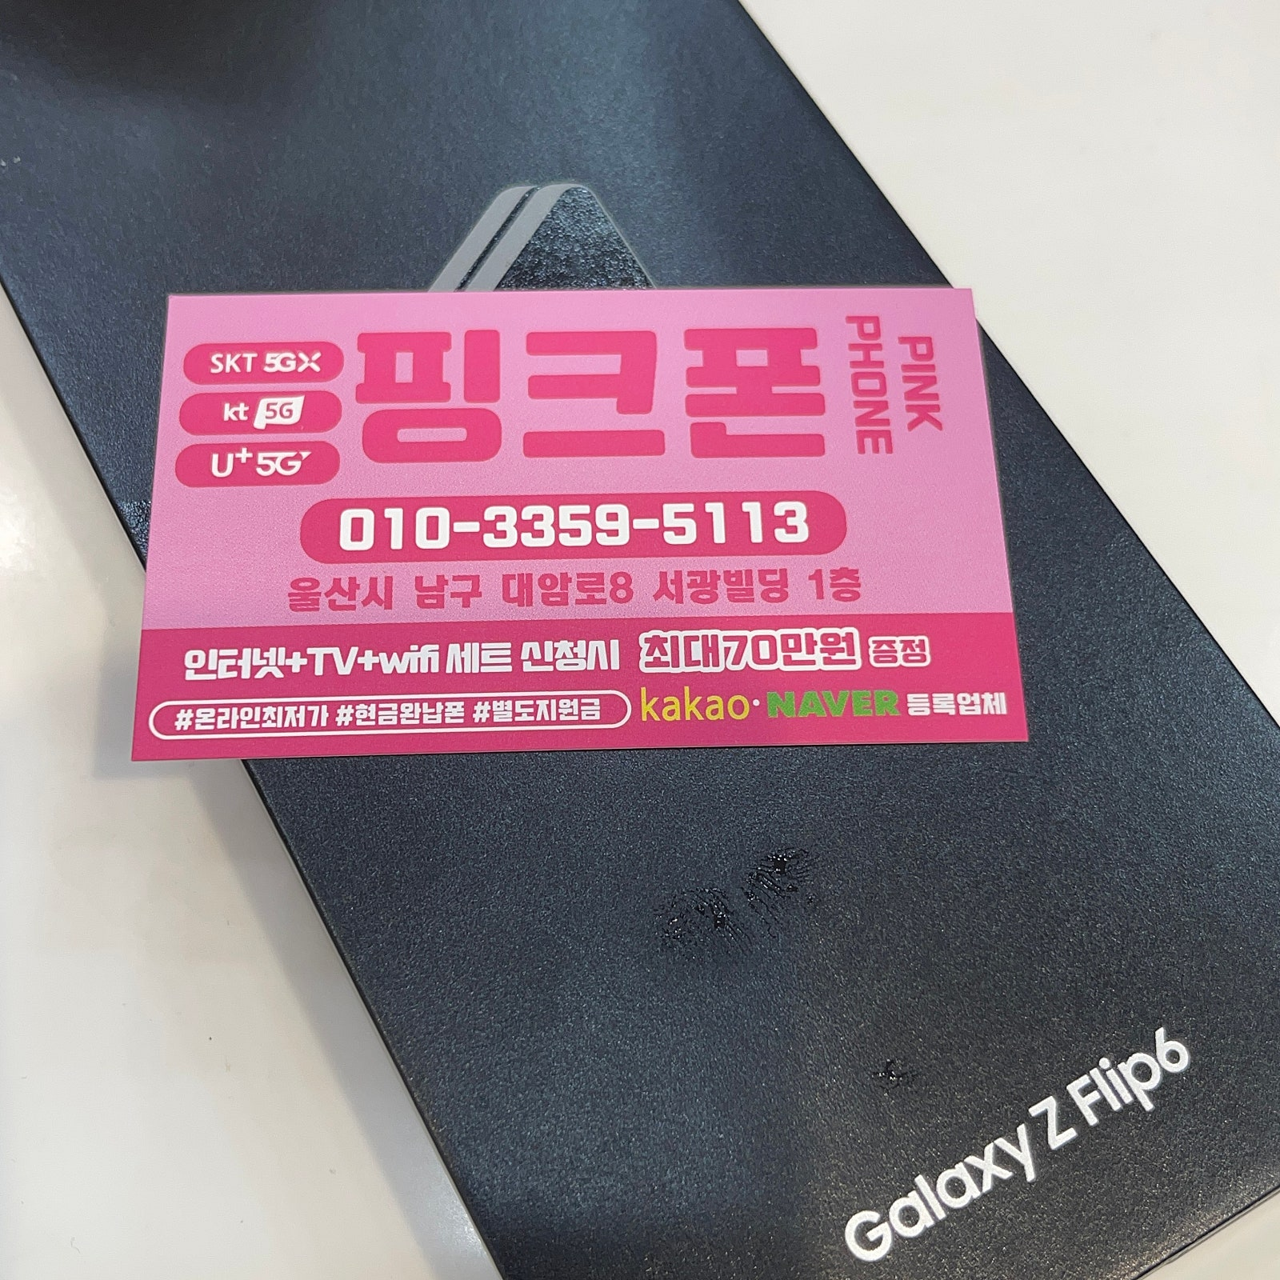 SKT 5GX
kt 5G
U+ 5G
핑크폰
PINK
PHONE
010-3359-5113
울산시 남구 대암로8 서광빌딩 1층
인터넷+TV+wifi 세트 신청시 최대70만원 증정
#온라인최저가 #현금완납폰 #별도지원금
kakao·NAVER 등록업체
Galaxy Z Flip6